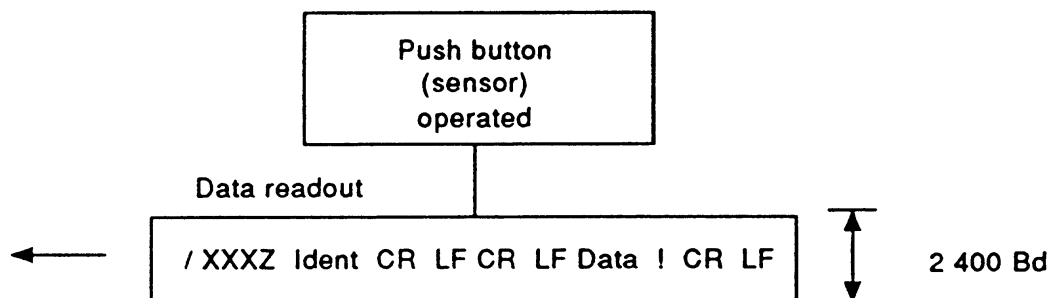 Push button
(sensor)
operated
Data readout
/ XXXZ Ident CR LF CR LF Data ! CR LF
2 400 Bd